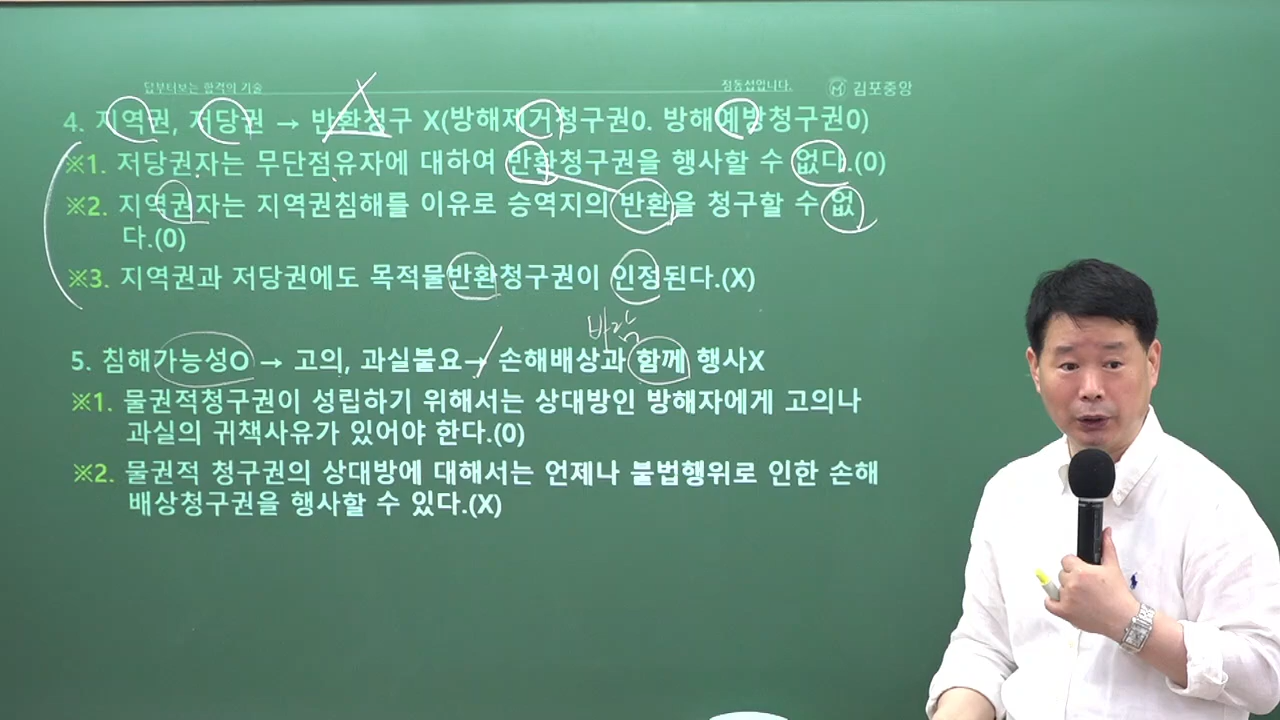 답부터보는 합격의 기술 정동섭입니다. 김포중앙
4. 지역권, 저당권 → 반환청구 X(방해제거청구권0. 방해예방청구권0)
※1. 저당권자는 무단점유자에 대하여 반환청구권을 행사할 수 없다.(0)
※2. 지역권자는 지역권침해를 이유로 승역지의 반환을 청구할 수 없
다.(0)
※3. 지역권과 저당권에도 목적물반환청구권이 인정된다.(X)
바람
5. 침해가능성O → 고의, 과실불요→ 손해배상과 함께 행사X
※1. 물권적청구권이 성립하기 위해서는 상대방인 방해자에게 고의나
과실의 귀책사유가 있어야 한다.(0)
※2. 물권적 청구권의 상대방에 대해서는 언제나 불법행위로 인한 손해
배상청구권을 행사할 수 있다.(X)